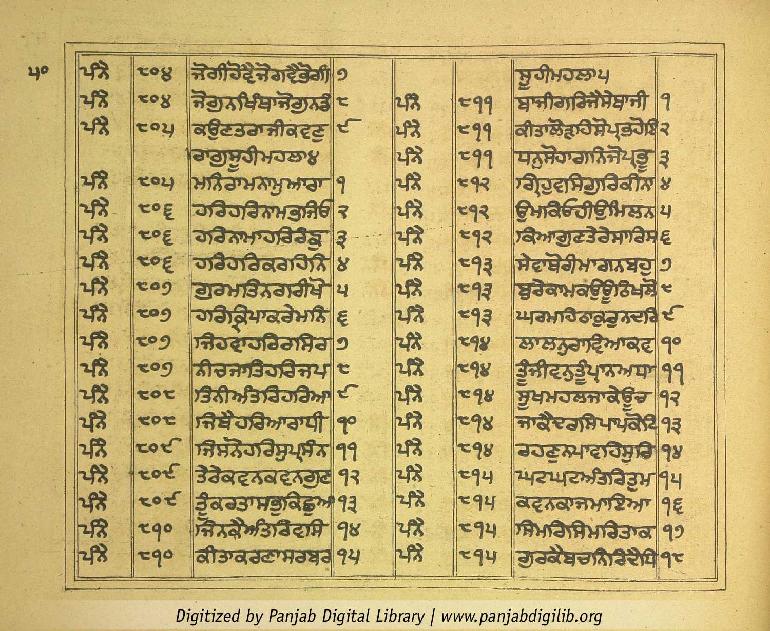 ੫੦
ਪੰਨੈ ੮੦੪ ਜੋਗੀਹੋਵੈਜੋਗਵੈਭੋਗੀ ੭
ਪੰਨੈ ੮੦੪ ਜੋਗੁਨਖਿੰਥਾਜੋਗੁਨਡੰ ੮
ਪੰਨੈ ੮੦੫ ਕਉਣਤਰਾਜੀਕਵਣੁ ੯
ਰਾਗੁਸੂਹੀਮਹਲਾ੪
ਪੰਨੈ ੮੦੫ ਮਨਿਰਾਮਨਾਮੁਆਰਾ ੧
ਪੰਨੈ ੮੦੬ ਹਰਿਹਰਿਨਾਮਭਜਿਓ ੨
ਪੰਨੈ ੮੦੬ ਹਰਿਨਾਮਾਹਰਿਰੰਙੁ ੩
ਪੰਨੈ ੮੦੬ ਹਰਿਹਰਿਕਰਹਿਨਿ ੪
ਪੰਨੈ ੮੦੭ ਗੁਰਮਤਿਨਗਰੀਖੋ ੫
ਪੰਨੈ ੮੦੭ ਹਰਿਕ੍ਰਿਪਾਕਰੇਮਨਿ ੬
ਪੰਨੈ ੮੦੭ ਜਿਹਵਾਹਰਿਰਸਿਰ ੭
ਪੰਨੈ ੮੦੭ ਨੀਚਜਾਤਿਹਰਿਜਪ ੮
ਪੰਨੈ ੮੦੮ ਤਿਨੀਅੰਤਰਿਹਰਿਆ ੯
ਪੰਨੈ ੮੦੮ ਜਿਥੈਹਰਿਆਰਾਧੀ ੧੦
ਪੰਨੈ ੮੦੯ ਜਿਸਨੋਹਰਿਸੁਪ੍ਰਸੰਨ ੧੧
ਪੰਨੈ ੮੦੯ ਤੇਰੇਕਵਨਕਵਨਗੁਣ ੧੨
ਪੰਨੈ ੮੦੯ ਤੂੰਕਰਤਾਸਭੁਕਿਛੁਆ ੧੩
ਪੰਨੈ ੮੧੦ ਜਿਨਕੈਅੰਤਰਿਵਸਿ ੧੪
ਪੰਨੈ ੮੧੦ ਕੀਤਾਕਰਣਾਸਰਬਰ ੧੫
ਸੂਹੀਮਹਲਾ੫
ਪੰਨੈ ੮੧੧ ਬਾਜੀਗਰਿਜੈਸੇਬਾਜੀ ੧
ਪੰਨੈ ੮੧੧ ਕੀਤਾਲੋੜਹਿਸੋਪ੍ਰਭਹੋਇ ੨
ਪੰਨੈ ੮੧੧ ਧਨੁਸੋਹਾਗਨਿਜੋਪ੍ਰਭੂ ੩
ਪੰਨੈ ੮੧੨ ਗ੍ਰਿਹੁਵਸਿਗੁਰਿਕੀਨਾ ੪
ਪੰਨੈ ੮੧੨ ਉਮਕਿਓਹੀਉਮਿਲਨ ੫
ਪੰਨੈ ੮੧੨ ਕਿਆਗੁਣਤੇਰੇਸਾਰਿਸ ੬
ਪੰਨੈ ੮੧੩ ਸੇਵਾਥੋਰੀਮਾਗਨਬਹੁ ੭
ਪੰਨੈ ੮੧੩ ਬੁਰੇਕਾਮਕਉਊਠਿਖਲੋ ੮
ਪੰਨੈ ੮੧੩ ਘਰਮਹਿਠਾਕੁਰੁਨਦਰਿ ੯
ਪੰਨੈ ੮੧੪ ਲਾਲਨੁਰਾਵਿਆਕਵ ੧੦
ਪੰਨੈ ੮੧੪ ਤੂੰਜੀਵਨੁਤੂੰਪ੍ਰਾਨਅਧਾ ੧੧
ਪੰਨੈ ੮੧੪ ਸੂਖਮਹਲਜਾਕੇਊਚ ੧੨
ਪੰਨੈ ੮੧੪ ਜਾਕੈਦਰਸਿਪਾਪਕੋਟਿ ੧੩
ਪੰਨੈ ੮੧੪ ਰਹਣੁਨਪਾਵਹਿਸੁਰਿ ੧੪
ਪੰਨੈ ੮੧੫ ਘਟਘਟਅੰਤਰਿਤੁਮ ੧੫
ਪੰਨੈ ੮੧੫ ਕਵਨਕਾਜਮਾਇਆ ੧੬
ਪੰਨੈ ੮੧੫ ਸਿਮਰਿਸਿਮਰਿਤਾਕ ੧੭
ਪੰਨੈ ੮੧੫ ਗੁਰਕੈਬਚਨਿਰਿਦੈਧਿ ੧੮
Digitized by Panjab Digital Library | www.panjabdigilib.org